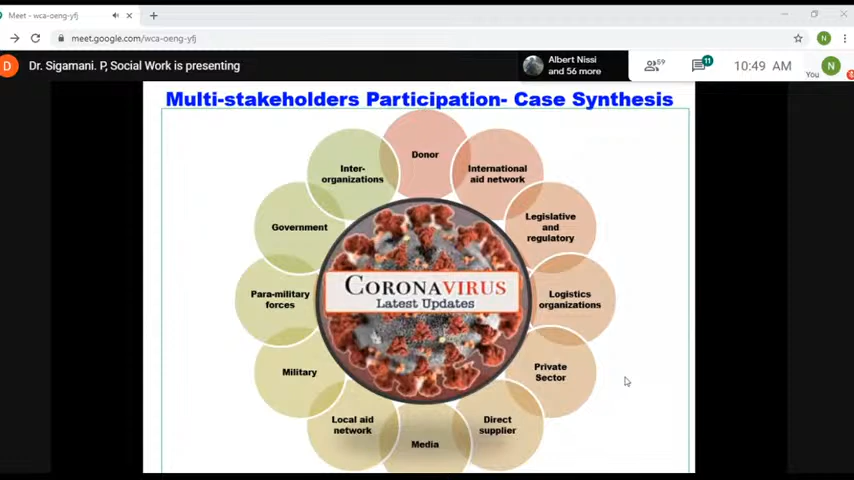 Meet - wca-oeng-yfj
meet.google.com/wca-oeng-yfj
N
D
Dr. Sigamani. P, Social Work is presenting
Albert Nissi
and 56 more
59
11
10:49 AM
You
N
Multi-stakeholders Participation- Case Synthesis
Donor
International
aid network
Legislative
and
regulatory
Logistics
organizations
Private
Sector
Direct
supplier
Media
Local aid
network
Military
Para-military
forces
Government
Inter-
organizations
CORONAVIRUS
Latest Updates